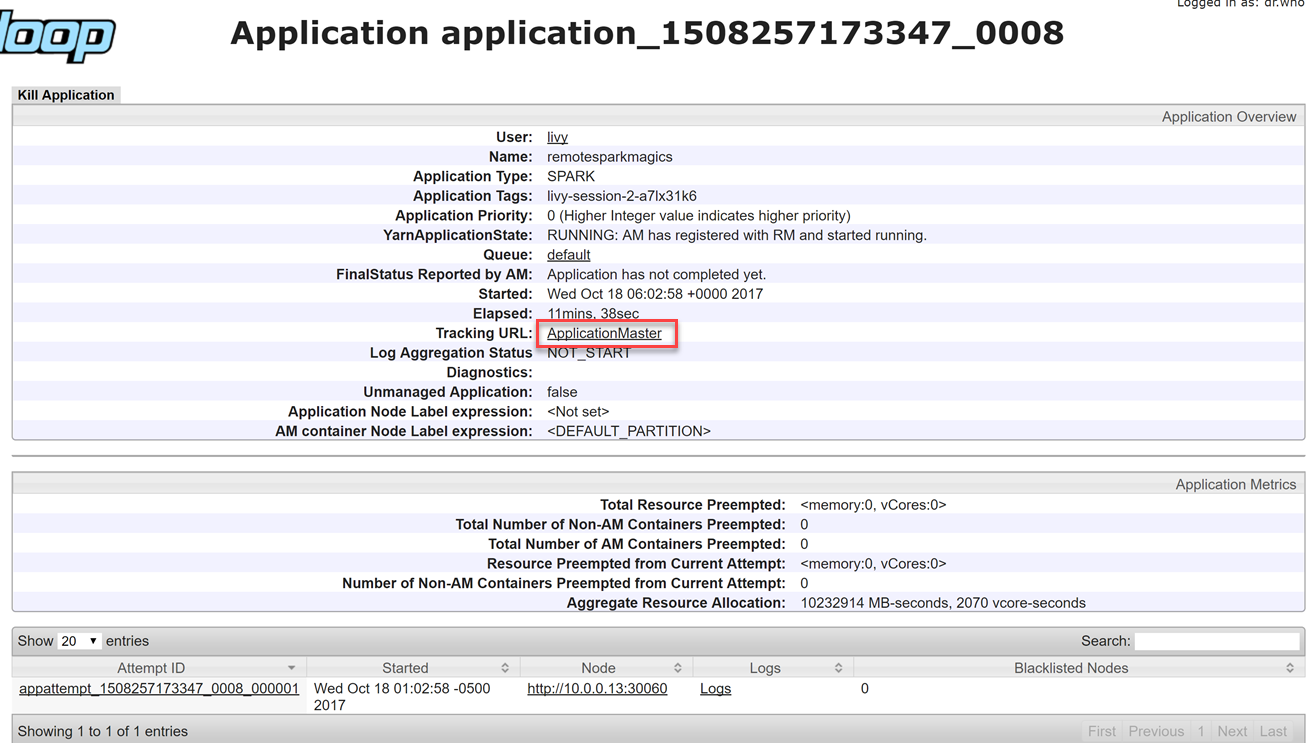 Logged in as: dr.who
loop
Application application_1508257173347_0008
Kill Application
Application Overview
User: livy
Name: remotesparkmagics
Application Type: SPARK
Application Tags: livy-session-2-a7lx31k6
Application Priority: 0 (Higher Integer value indicates higher priority)
YarnApplicationState: RUNNING: AM has registered with RM and started running.
Queue: default
FinalStatus Reported by AM: Application has not completed yet.
Started: Wed Oct 18 06:02:58 +0000 2017
Elapsed: 11mins, 38sec
Tracking URL: ApplicationMaster
Log Aggregation Status NOT_START
Diagnostics:
Unmanaged Application: false
Application Node Label expression: <Not set>
AM container Node Label expression: <DEFAULT_PARTITION>
Application Metrics
Total Resource Preempted: <memory:0, vCores:0>
Total Number of Non-AM Containers Preempted: 0
Total Number of AM Containers Preempted: 0
Resource Preempted from Current Attempt: <memory:0, vCores:0>
Number of Non-AM Containers Preempted from Current Attempt: 0
Aggregate Resource Allocation: 10232914 MB-seconds, 2070 vcore-seconds
Show 20 entries Search:
Attempt ID Started Node Logs Blacklisted Nodes
appattempt_1508257173347_0008_000001 Wed Oct 18 01:02:58 -0500 http://10.0.0.13:30060 Logs 0
2017
Showing 1 to 1 of 1 entries First Previous 1 Next Last